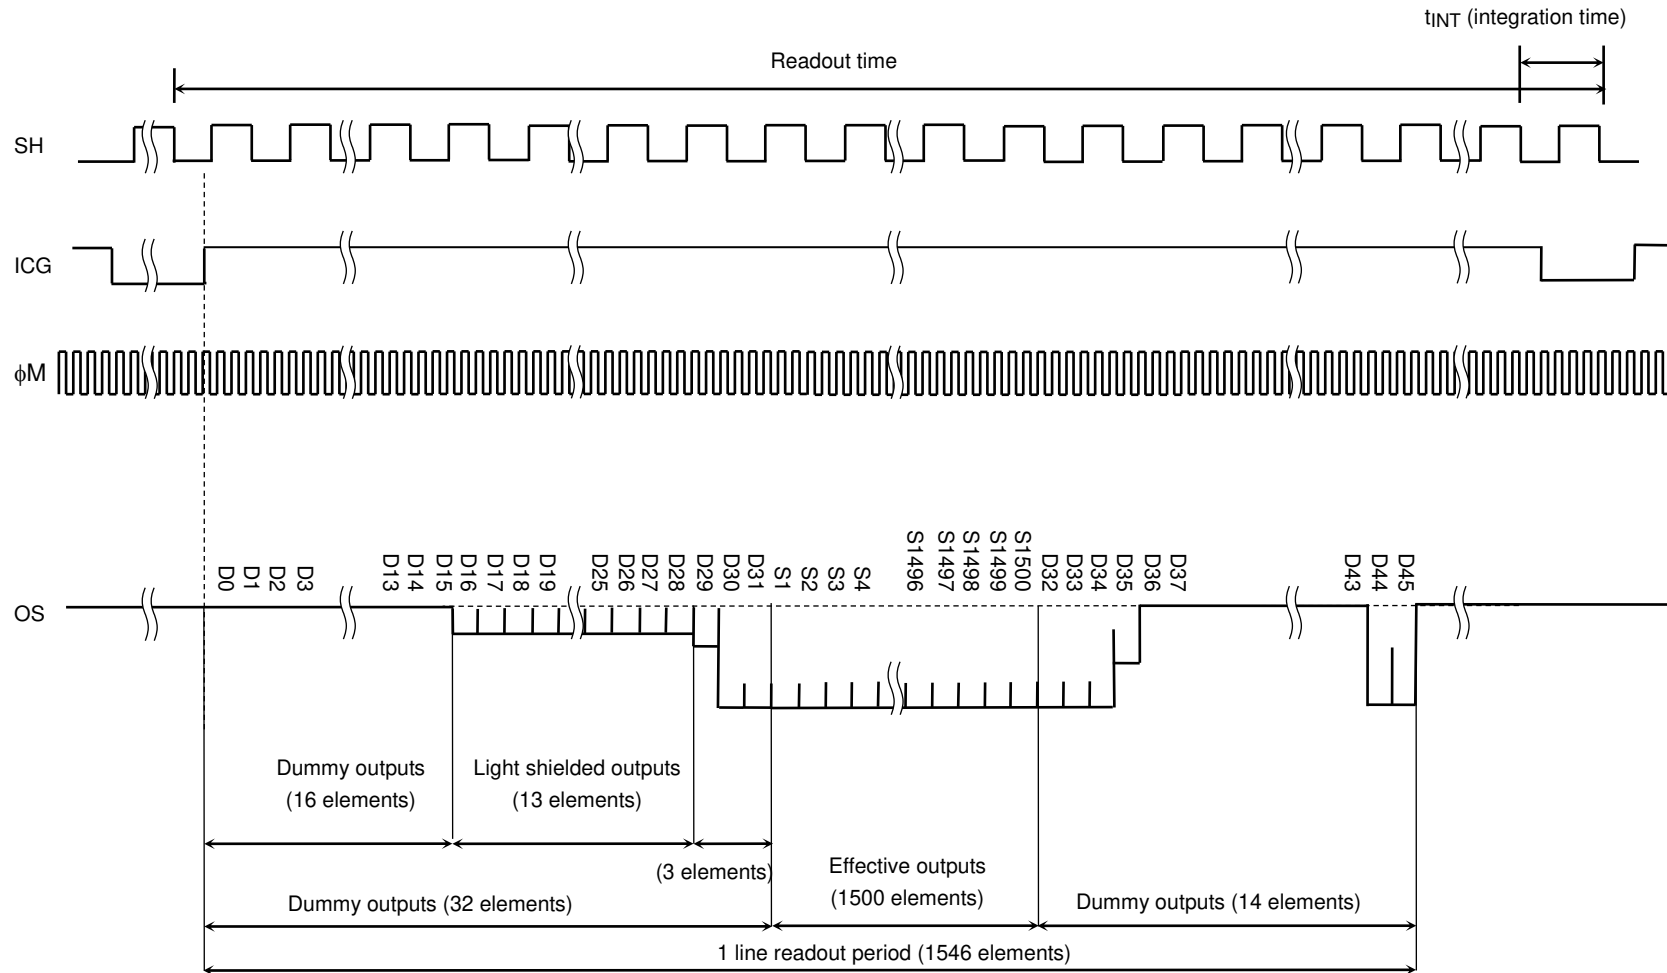 tINT (integration time)
Readout time
SH
ICG
ϕM
OS
D0
D1
D2
D3
D13
D14
D15
D16
D17
D18
D19
D25
D26
D27
D28
D29
D30
D31
S1
S2
S3
S4
S1496
S1497
S1498
S1499
S1500
D32
D33
D34
D35
D36
D37
D43
D44
D45
Dummy outputs
(16 elements)
Light shielded outputs
(13 elements)
(3 elements)
Effective outputs
(1500 elements)
Dummy outputs (32 elements)
Dummy outputs (14 elements)
1 line readout period (1546 elements)